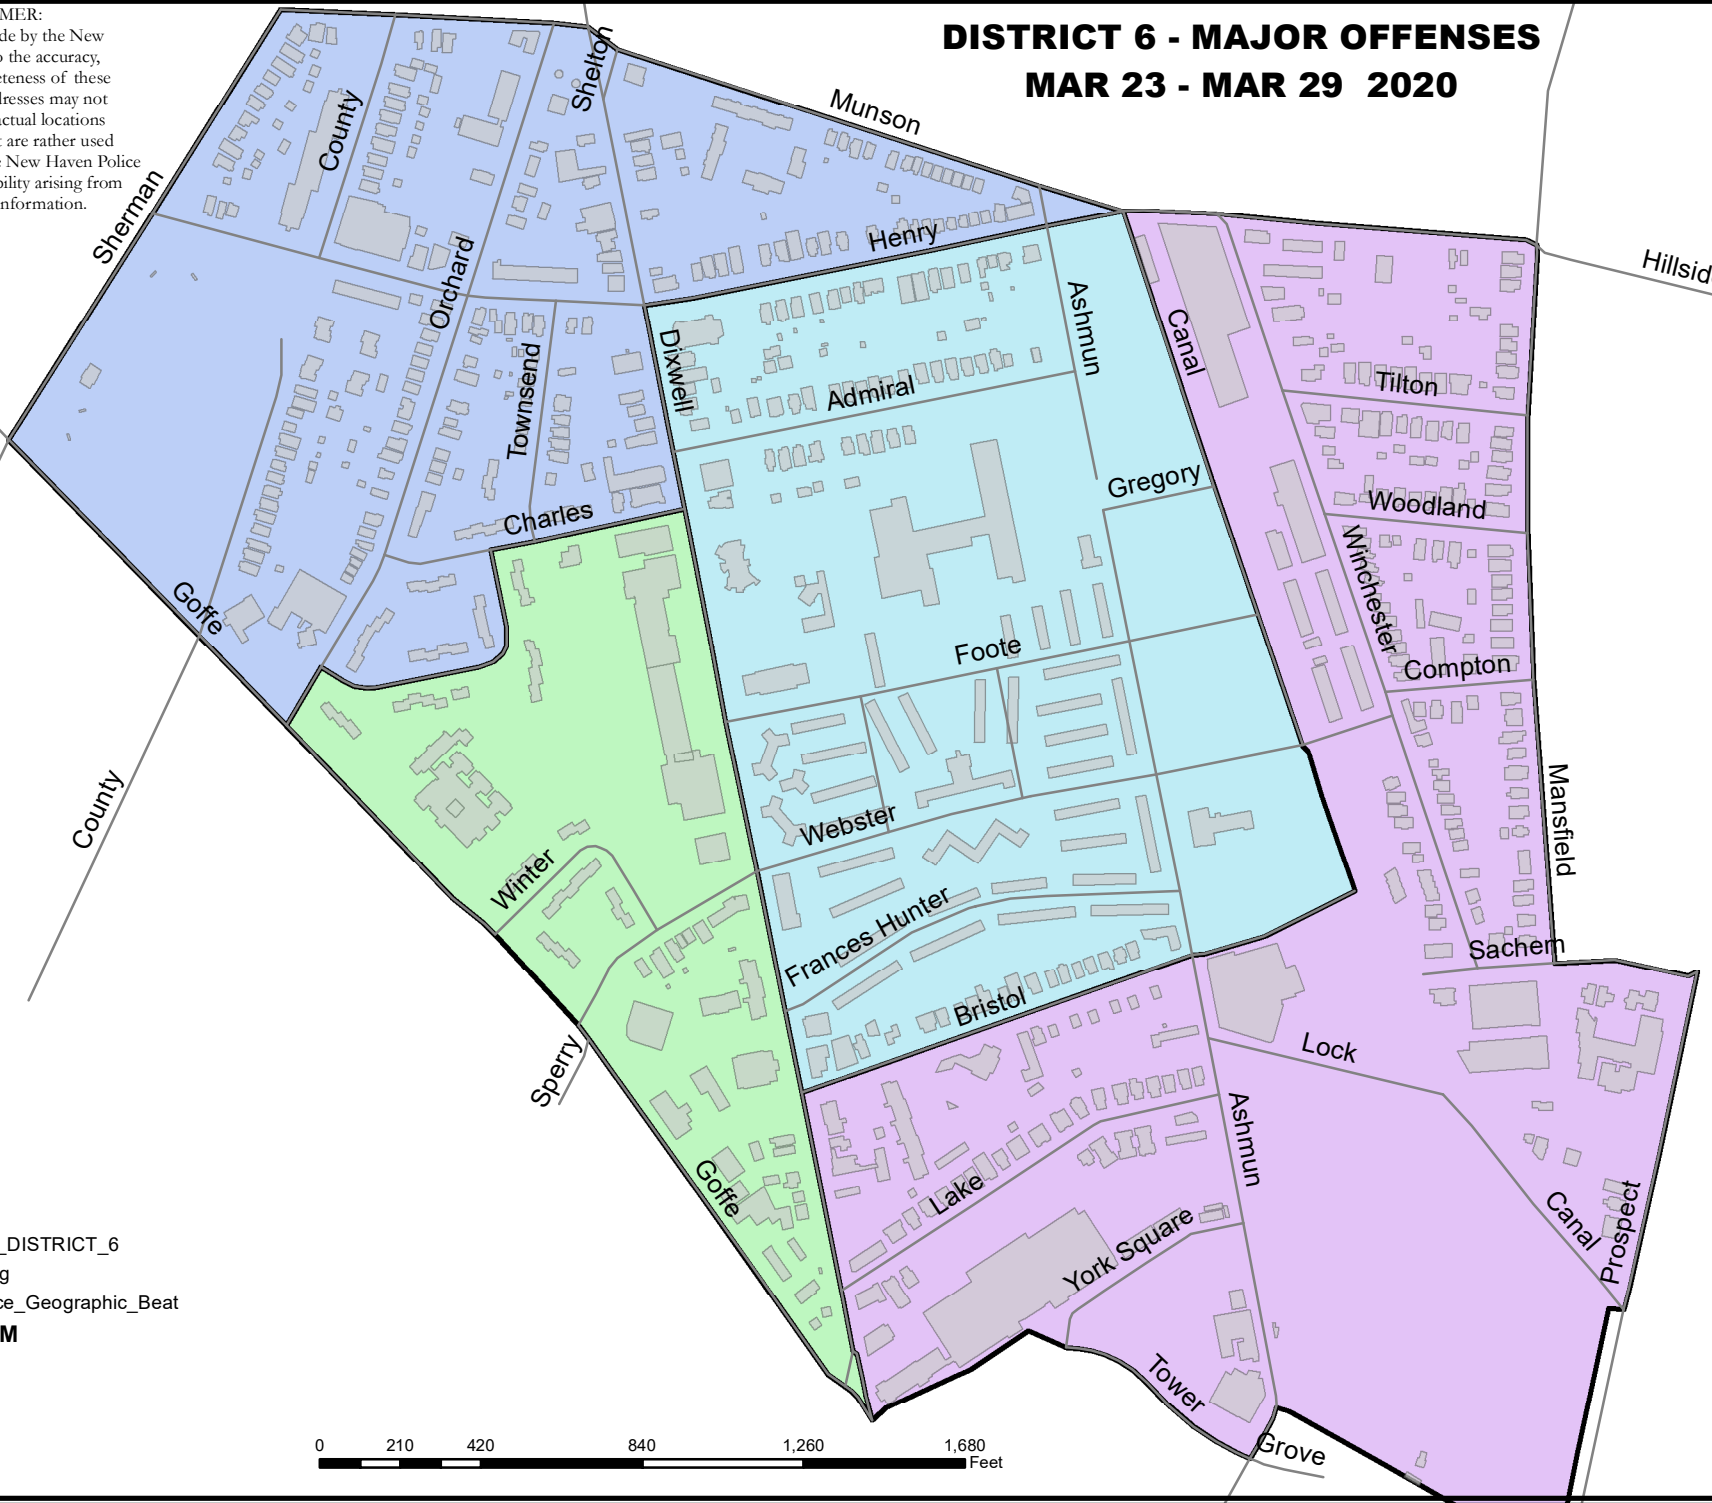 DISTRICT 6 - MAJOR OFFENSES
MAR 23 - MAR 29 2020
MER:
de by the New
o the accuracy,
eteness of these
dresses may not
actual locations
t are rather used
e New Haven Police
bility arising from
nformation.
Shelton
Munson
County
Sherman
Henry
Orchard
Hillsid
Ashmun
Canal
Dixwell
Townsend
Admiral
Tilton
Gregory
Woodland
Charles
Winchester
Goffe
Foote
Compton
County
Mansfield
Webster
Winter
Frances Hunter
Sachem
Bristol
Lock
Sperry
Ashmun
Goffe
Lake
Canal
Prospect
York Square
_DISTRICT_6
g
ce_Geographic_Beat
M
Tower
Grove
0 210 420 840 1,260 1,680
Feet